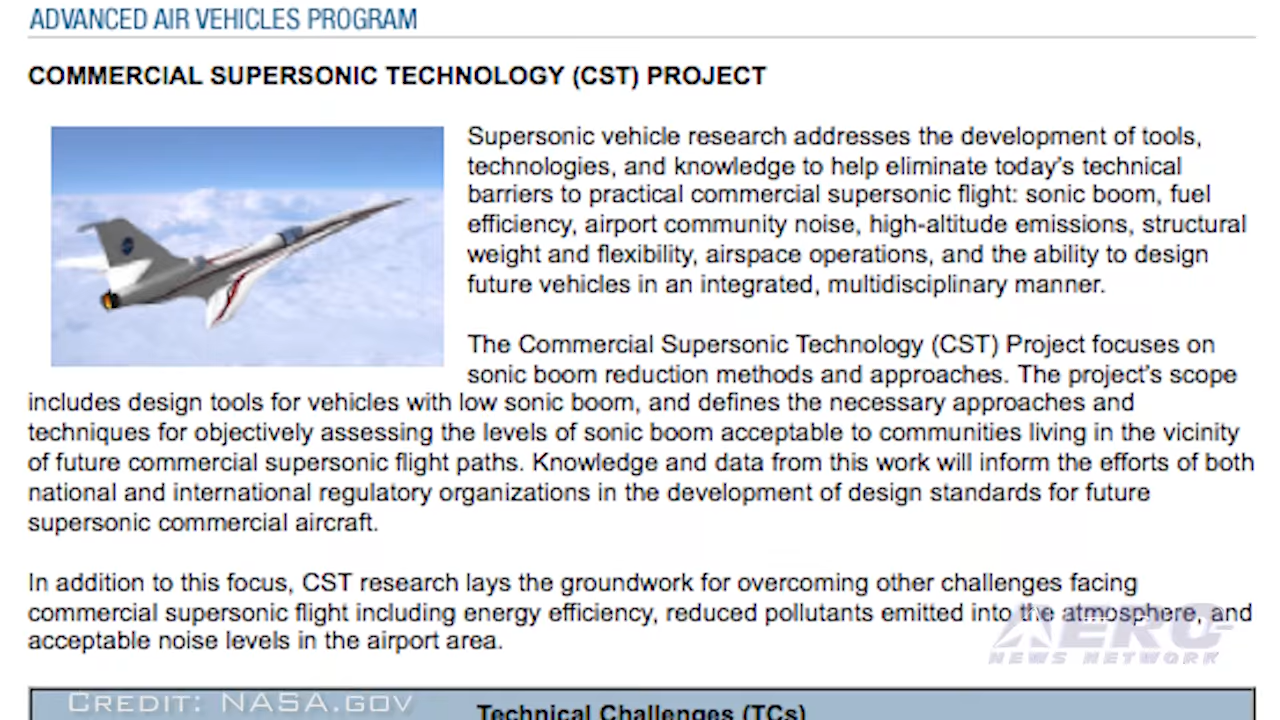 ADVANCED AIR VEHICLES PROGRAM
COMMERCIAL SUPERSONIC TECHNOLOGY (CST) PROJECT
Supersonic vehicle research addresses the development of tools,
technologies, and knowledge to help eliminate today's technical
barriers to practical commercial supersonic flight: sonic boom, fuel
efficiency, airport community noise, high-altitude emissions, structural
weight and flexibility, airspace operations, and the ability to design
future vehicles in an integrated, multidisciplinary manner.
The Commercial Supersonic Technology (CST) Project focuses on
sonic boom reduction methods and approaches. The project's scope
includes design tools for vehicles with low sonic boom, and defines the necessary approaches and
techniques for objectively assessing the levels of sonic boom acceptable to communities living in the vicinity
of future commercial supersonic flight paths. Knowledge and data from this work will inform the efforts of both
national and international regulatory organizations in the development of design standards for future
supersonic commercial aircraft.
In addition to this focus, CST research lays the groundwork for overcoming other challenges facing
commercial supersonic flight including energy efficiency, reduced pollutants emitted into the atmosphere, and
acceptable noise levels in the airport area.
AERO
NEWS NETWORK
CREDIT: NASA.GOV
Technical Challenges (TCs)